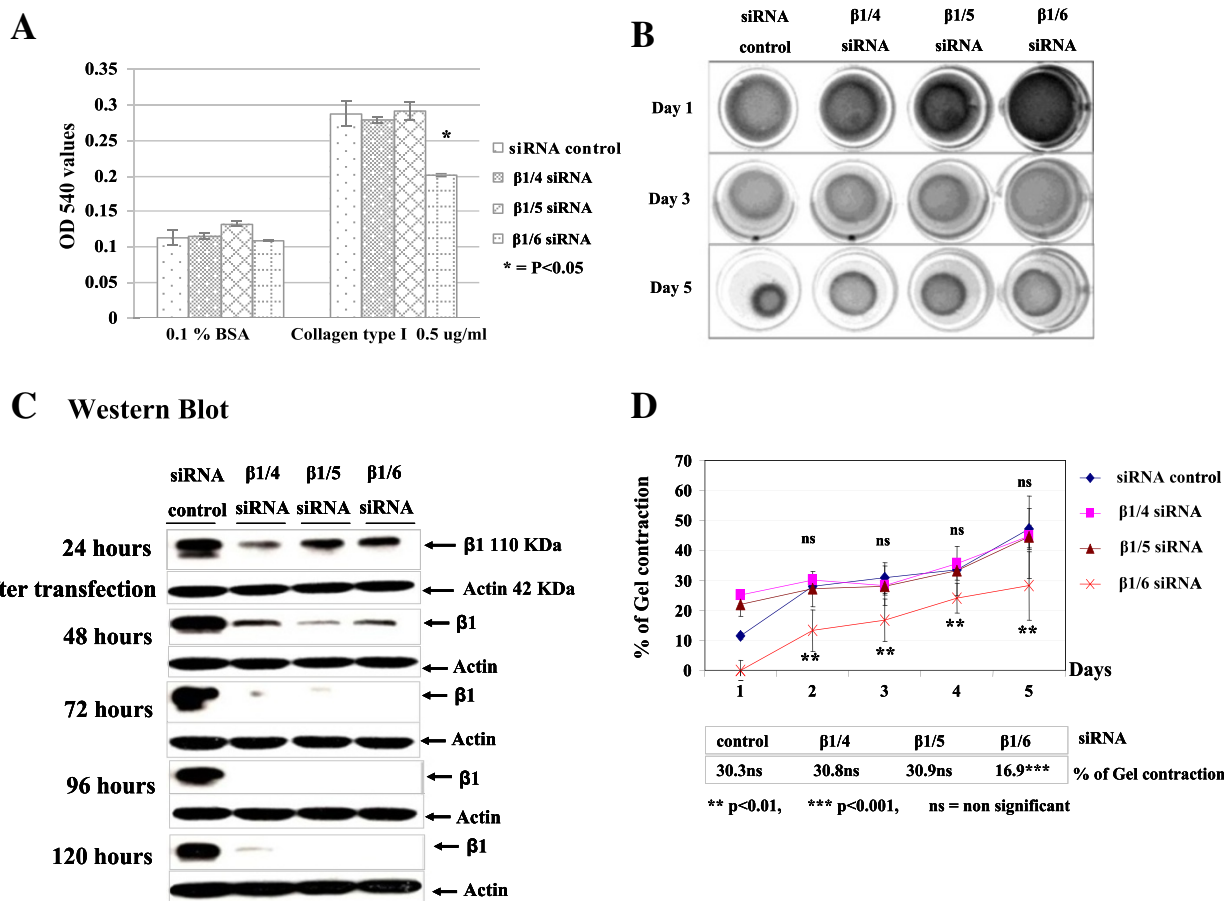 A
0.35
0.3
0.25
0.2
0.15
0.1
0.05
0
OD 540 values
*
siRNA control
β1/4 siRNA
β1/5 siRNA
β1/6 siRNA
* = P<0.05
0.1 % BSA
Collagen type I 0.5 ug/ml
B
siRNA control
β1/4 siRNA
β1/5 siRNA
β1/6 siRNA
Day 1
Day 3
Day 5
C Western Blot
siRNA control
β1/4 siRNA
β1/5 siRNA
β1/6 siRNA
24 hours
β1 110 KDa
ter transfection
Actin 42 KDa
48 hours
β1
Actin
72 hours
β1
Actin
96 hours
β1
Actin
120 hours
β1
Actin
D
70
60
50
40
30
20
10
0
% of Gel contraction
ns
ns
ns
ns
**
**
**
**
1 2 3 4 5
Days
siRNA control
β1/4 siRNA
β1/5 siRNA
β1/6 siRNA
control β1/4 β1/5 β1/6 siRNA
30.3ns 30.8ns 30.9ns 16.9*** % of Gel contraction
** p<0.01, *** p<0.001, ns = non significant